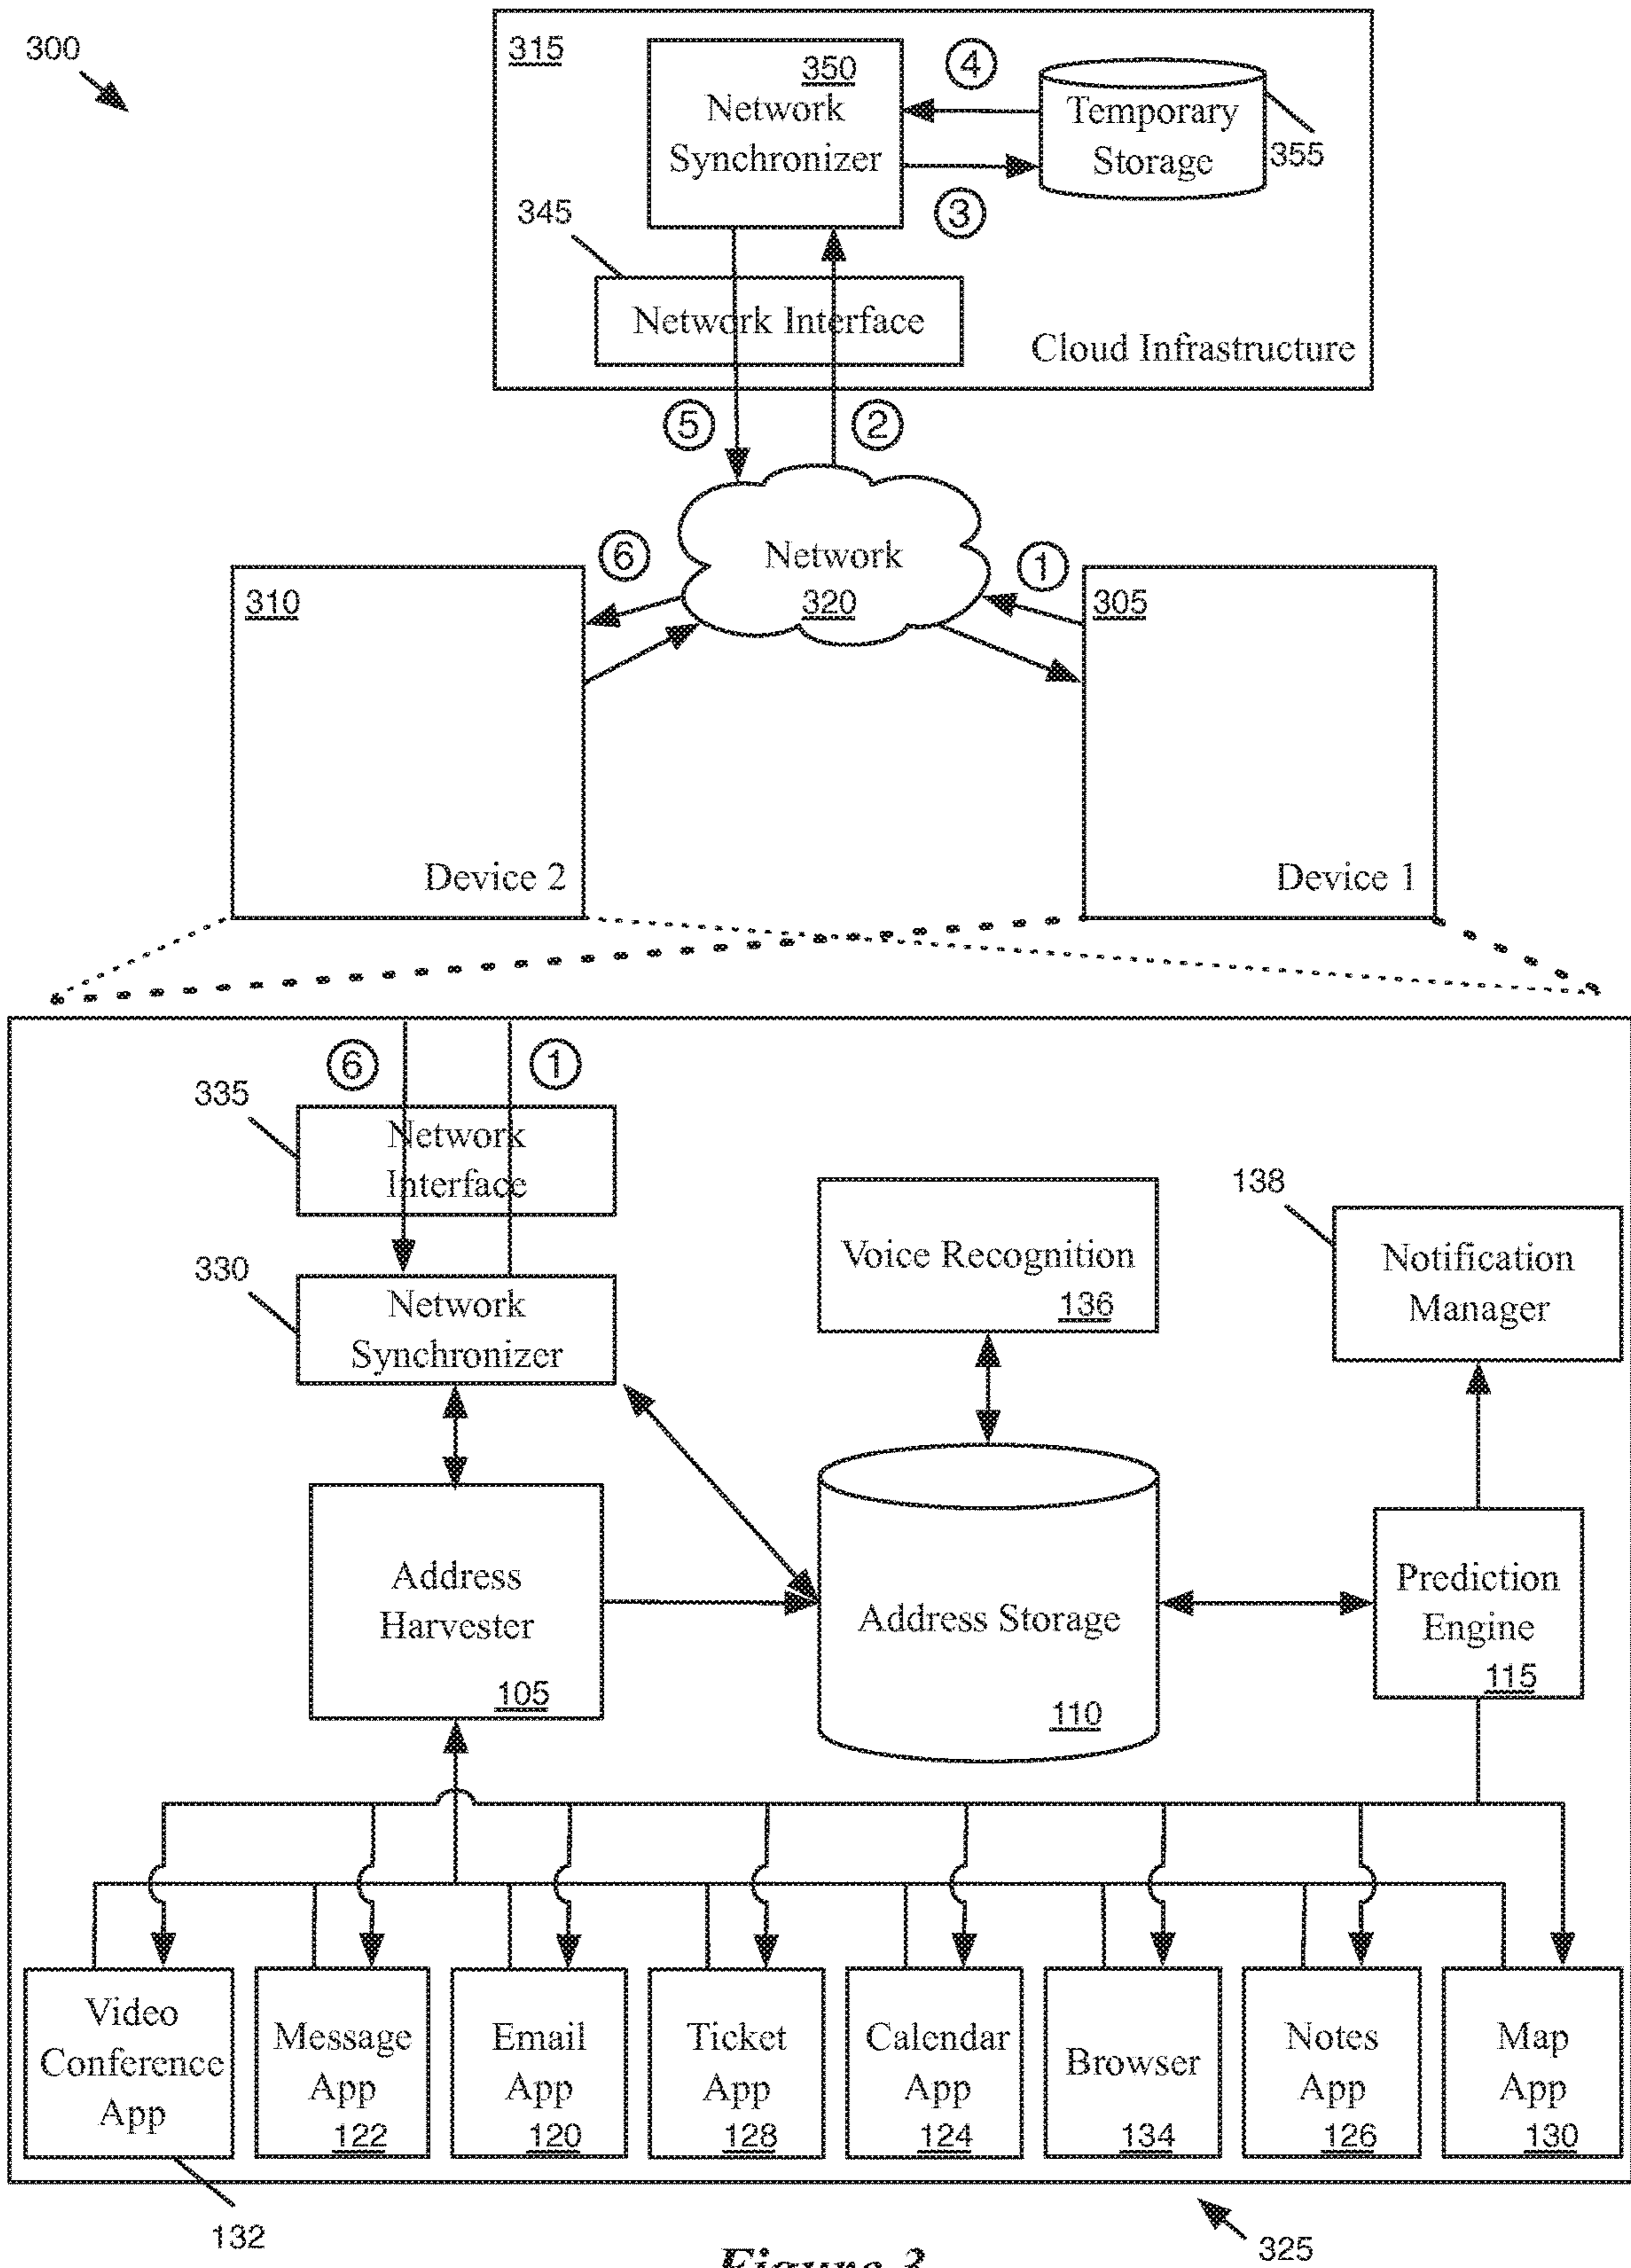 300
315
350
Network
Synchronizer
④
Temporary
Storage
355
③
345
Network Interface
Cloud Infrastructure
⑤
②
⑥
Network
320
①
310
Device 2
305
Device 1
⑥
①
335
Network
Interface
330
Network
Synchronizer
Voice Recognition
136
138
Notification
Manager
Address
Harvester
105
Address Storage
110
Prediction
Engine
115
Video
Conference
App
132
Message
App
122
Email
App
120
Ticket
App
128
Calendar
App
124
Browser
134
Notes
App
126
Map
App
130
325
Figure 3